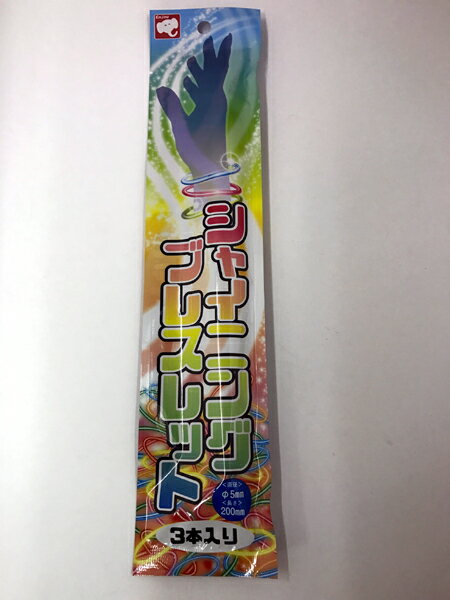 Enjoy
シャイニング
ブレスレット
<直径>
φ5mm
<長さ>
200mm
3本入り